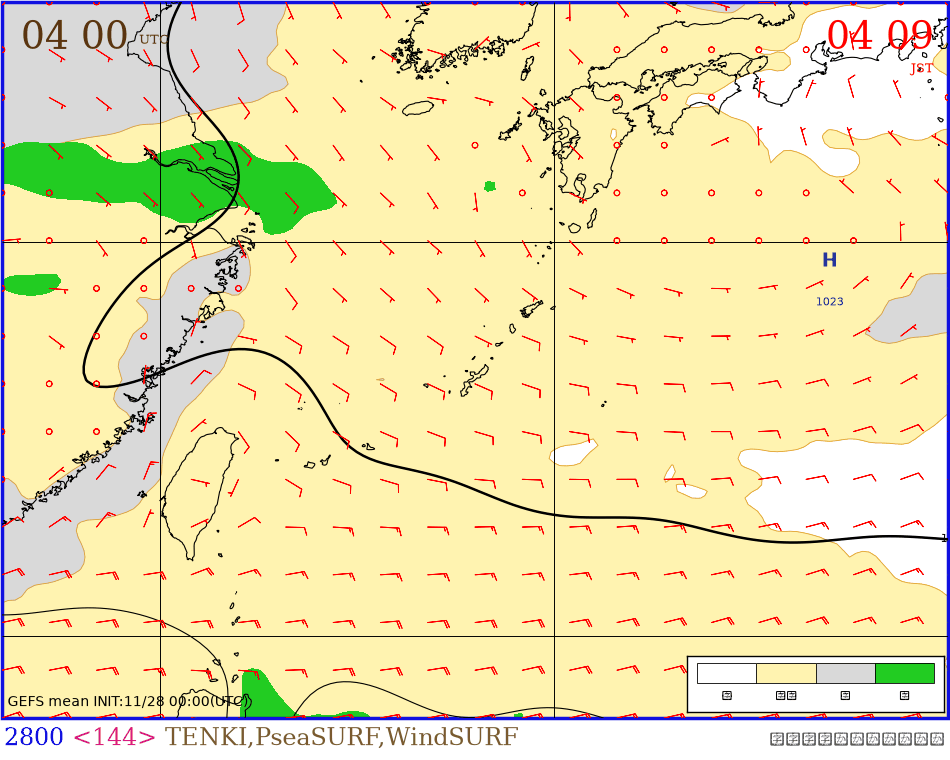 04 00 UTC
04 09
JST
H
1023
1
GEFS mean INIT:11/28 00:00(UTC)
2800 <144> TENKI,PseaSURF,WindSURF